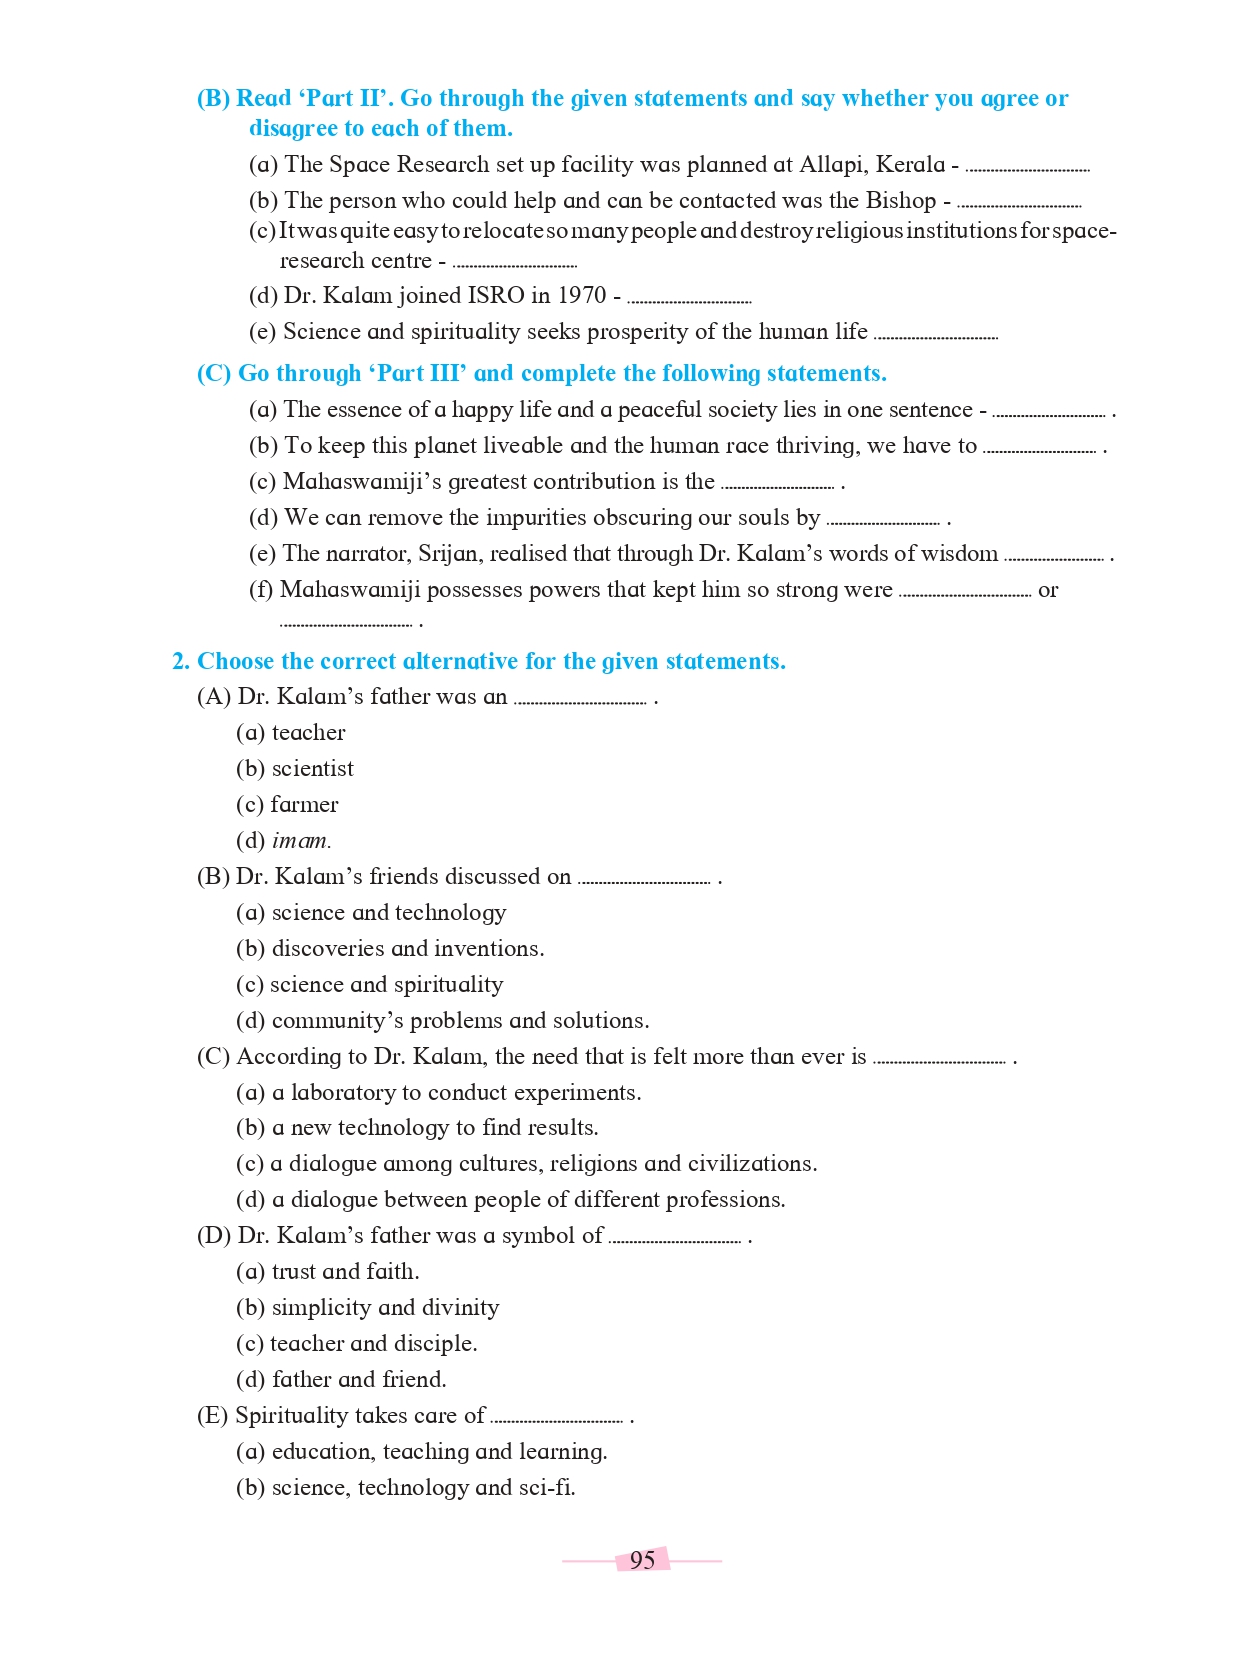 (B) Read ‘Part II’. Go through the given statements and say whether you agree or
disagree to each of them.
(a) The Space Research set up facility was planned at Allapi, Kerala - ..............................
(b) The person who could help and can be contacted was the Bishop - ..............................
(c) It was quite easy to relocate so many people and destroy religious institutions for space-
research centre - ..............................
(d) Dr. Kalam joined ISRO in 1970 - ..............................
(e) Science and spirituality seeks prosperity of the human life ..............................
(C) Go through ‘Part III’ and complete the following statements.
(a) The essence of a happy life and a peaceful society lies in one sentence - ........................... .
(b) To keep this planet liveable and the human race thriving, we have to ........................... .
(c) Mahaswamiji’s greatest contribution is the ........................... .
(d) We can remove the impurities obscuring our souls by ........................... .
(e) The narrator, Srijan, realised that through Dr. Kalam’s words of wisdom ........................ .
(f) Mahaswamiji possesses powers that kept him so strong were ................................ or
................................ .
2. Choose the correct alternative for the given statements.
(A) Dr. Kalam’s father was an ................................ .
(a) teacher
(b) scientist
(c) farmer
(d) imam.
(B) Dr. Kalam’s friends discussed on ................................ .
(a) science and technology
(b) discoveries and inventions.
(c) science and spirituality
(d) community’s problems and solutions.
(C) According to Dr. Kalam, the need that is felt more than ever is ................................ .
(a) a laboratory to conduct experiments.
(b) a new technology to find results.
(c) a dialogue among cultures, religions and civilizations.
(d) a dialogue between people of different professions.
(D) Dr. Kalam’s father was a symbol of ................................ .
(a) trust and faith.
(b) simplicity and divinity
(c) teacher and disciple.
(d) father and friend.
(E) Spirituality takes care of ................................ .
(a) education, teaching and learning.
(b) science, technology and sci-fi.
95